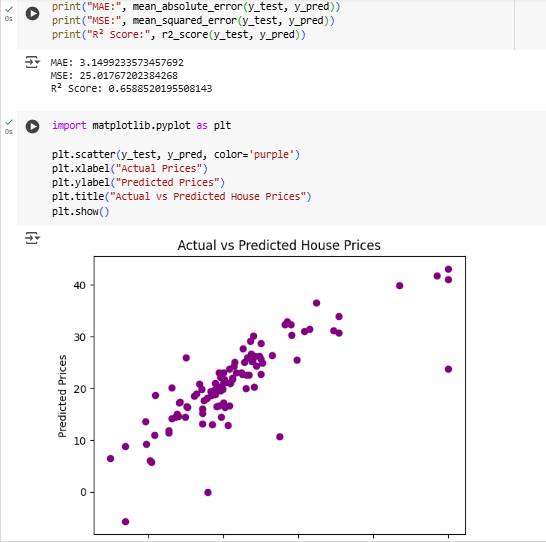 print("MAE:", mean_absolute_error(y_test, y_pred))
0s
print("MSE:", mean_squared_error(y_test, y_pred))
print("R² Score:", r2_score(y_test, y_pred))
MAE: 3.1499233573457692
MSE: 25.01767202384268
R² Score: 0.6588520195508143
import matplotlib.pyplot as plt
0s
plt.scatter(y_test, y_pred, color='purple')
plt.xlabel("Actual Prices")
plt.ylabel("Predicted Prices")
plt.title("Actual vs Predicted House Prices")
plt.show()
Actual vs Predicted House Prices
40
30
20
10
0
Predicted Prices